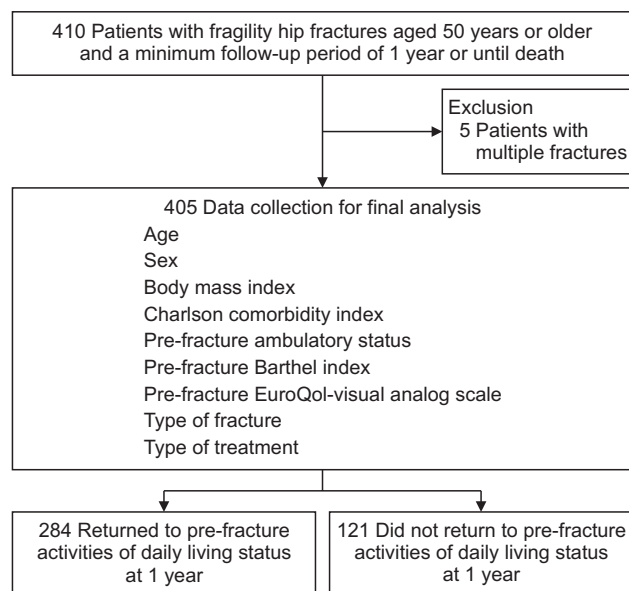 410 Patients with fragility hip fractures aged 50 years or older
and a minimum follow-up period of 1 year or until death
Exclusion
5 Patients with
multiple fractures
405 Data collection for final analysis
Age
Sex
Body mass index
Charlson comorbidity index
Pre-fracture ambulatory status
Pre-fracture Barthel index
Pre-fracture EuroQol-visual analog scale
Type of fracture
Type of treatment
284 Returned to pre-fracture
activities of daily living status
at 1 year
121 Did not return to pre-fracture
activities of daily living status
at 1 year